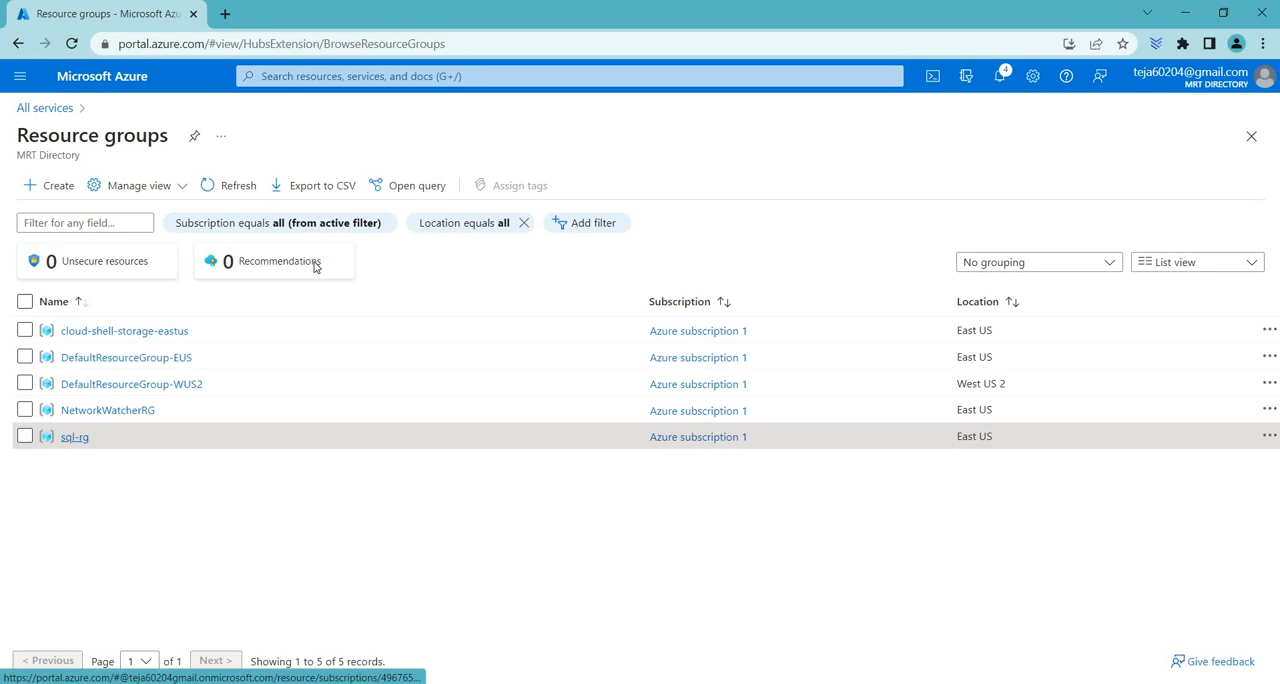 Resource groups - Microsoft Azu
portal.azure.com/#view/HubsExtension/BrowseResourceGroups
Microsoft Azure
Search resources, services, and docs (G+/)
4
teja60204@gmail.com
MRT DIRECTORY
All services
Resource groups
MRT Directory
Create
Manage view
Refresh
Export to CSV
Open query
Assign tags
Filter for any field...
Subscription equals all (from active filter)
Location equals all
Add filter
0 Unsecure resources
0 Recommendations
No grouping
List view
Name
Subscription
Location
cloud-shell-storage-eastus Azure subscription 1 East US
DefaultResourceGroup-EUS Azure subscription 1 East US
DefaultResourceGroup-WUS2 Azure subscription 1 West US 2
NetworkWatcherRG Azure subscription 1 East US
sql-rg Azure subscription 1 East US
< Previous Page 1 of 1 Next > Showing 1 to 5 of 5 records.
Give feedback
https://portal.azure.com/#@teja60204gmail.onmicrosoft.com/resource/subscriptions/496765...